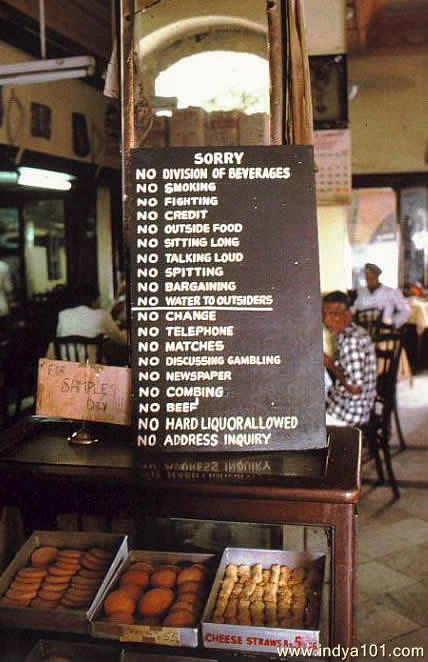 SORRY
NO DIVISION OF BEVERAGES
NO SMOKING
NO FIGHTING
NO CREDIT
NO OUTSIDE FOOD
NO SITTING LONG
NO TALKING LOUD
NO SPITTING
NO BARGAINING
NO WATER TO OUTSIDERS
NO CHANGE
NO TELEPHONE
NO MATCHES
NO DISCUSSING GAMBLING
NO NEWSPAPER
NO COMBING
NO BEEF
NO HARD LIQUORALLOWED
NO ADDRESS INQUIRY
FOR
SAMPLES
ONLY
CHEESE STRAWS
www.indya101.com